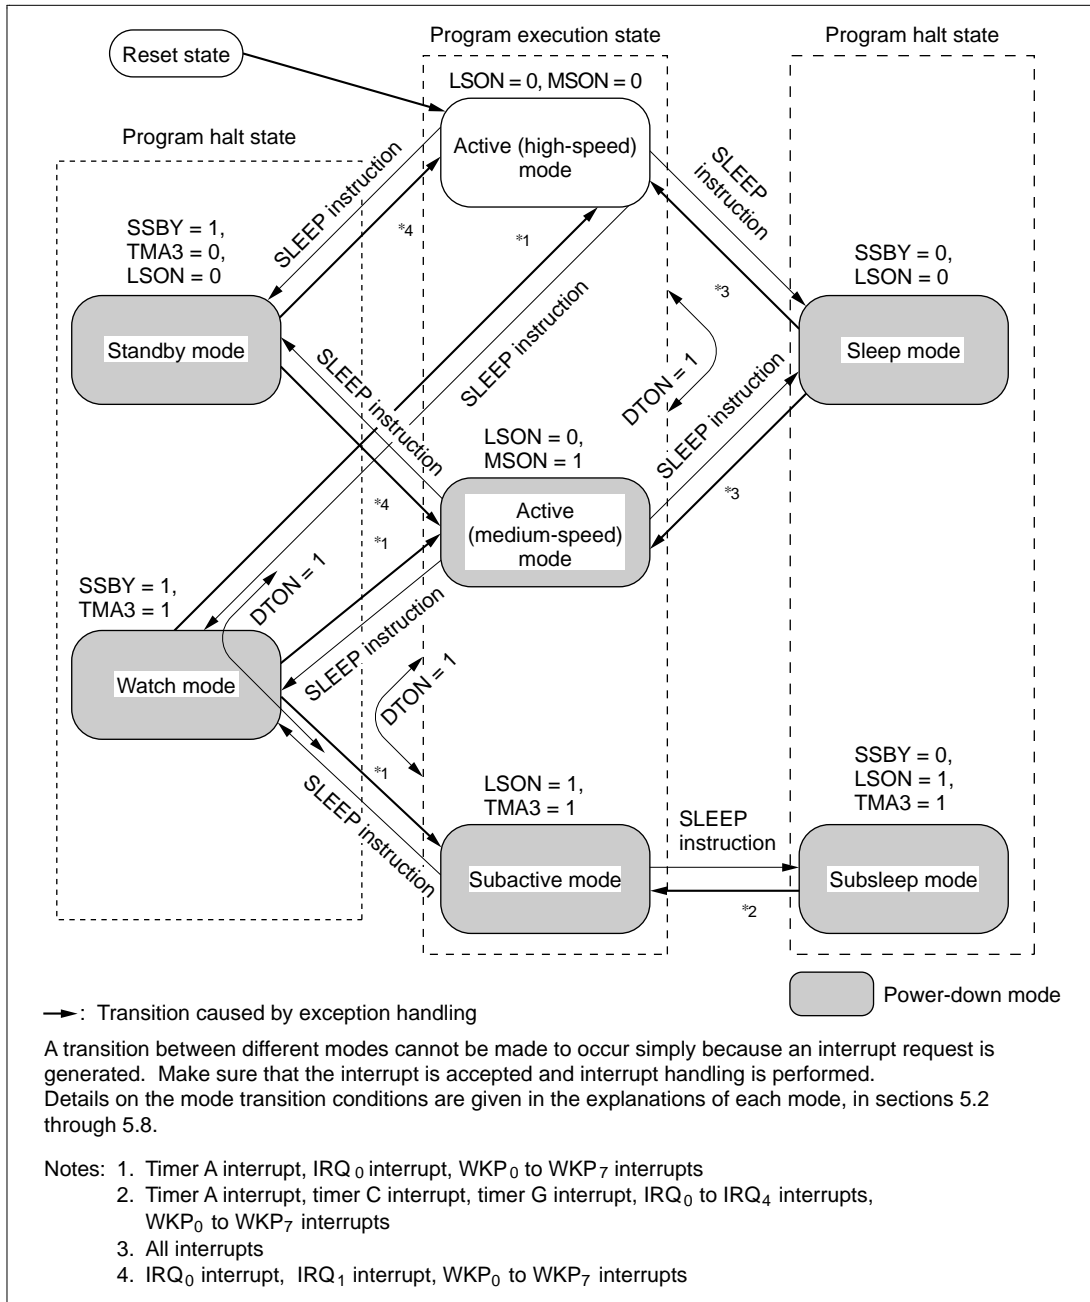 Reset state
Program execution state
Program halt state
LSON = 0, MSON = 0
Active (high-speed)
mode
Program halt state
SLEEP instruction
SLEEP
instruction
*4
*1
SSBY = 1,
TMA3 = 0,
LSON = 0
SSBY = 0,
LSON = 0
*3
Standby mode
SLEEP instruction
SLEEP instruction
DTON = 1
Sleep mode
SLEEP instruction
LSON = 0,
MSON = 1
*4
*3
Active
(medium-speed)
mode
*1
DTON = 1
SSBY = 1,
TMA3 = 1
SLEEP instruction
Watch mode
DTON = 1
*1
SLEEP instruction
LSON = 1,
TMA3 = 1
SSBY = 0,
LSON = 1,
TMA3 = 1
SLEEP
instruction
Subactive mode
Subsleep mode
*2
Power-down mode
: Transition caused by exception handling
A transition between different modes cannot be made to occur simply because an interrupt request is
generated. Make sure that the interrupt is accepted and interrupt handling is performed.
Details on the mode transition conditions are given in the explanations of each mode, in sections 5.2
through 5.8.
Notes: 1. Timer A interrupt, IRQ0 interrupt, WKP0 to WKP7 interrupts
2. Timer A interrupt, timer C interrupt, timer G interrupt, IRQ0 to IRQ4 interrupts,
WKP0 to WKP7 interrupts
3. All interrupts
4. IRQ0 interrupt, IRQ1 interrupt, WKP0 to WKP7 interrupts